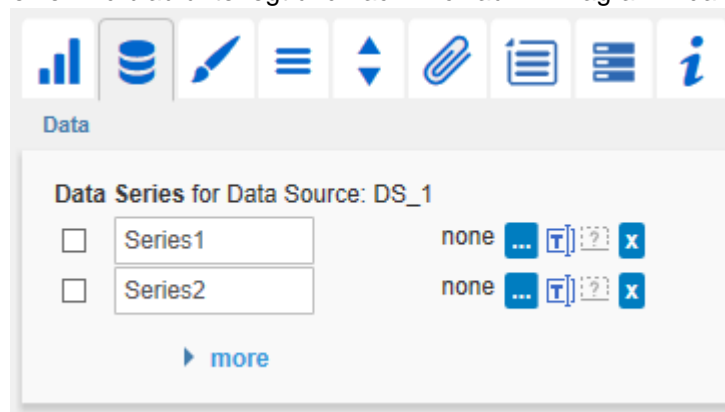 Data
Data Series for Data Source: DS_1
Series1 none ... T ? x
Series2 none ... T ? x
more